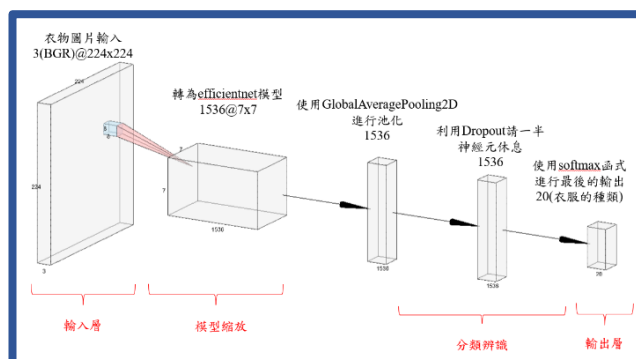 衣物圖片輸入
3(BGR)@224x224
224
224
3
轉為efficientnet模型
1536@7x7
7
7
1536
使用GlobalAveragePooling2D
進行池化
1536
1536
利用Dropout請一半
神經元休息
1536
1536
使用softmax函式
進行最後的輸出
20(衣服的種類)
輸入層
模型縮放
分類辨識
輸出層